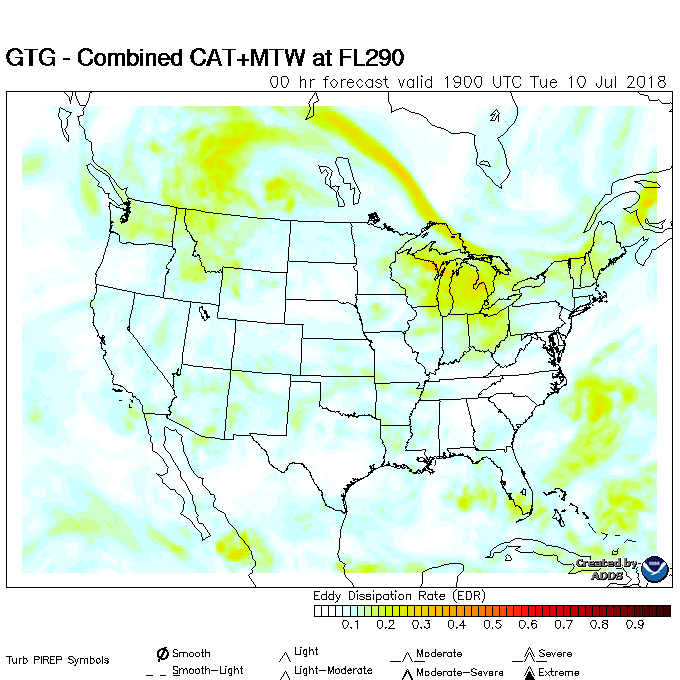 GTG - Combined CAT+MTW at FL290
00 hr forecast valid 1900 UTC Tue 10 Jul 2018
Created by
ADDS
Eddy Dissipation Rate (EDR)
0.1 0.2 0.3 0.4 0.5 0.6 0.7 0.8 0.9
Turb PIREP Symbols
Smooth Light Moderate Severe
Smooth-Light Light-Moderate Moderate-Severe Extreme